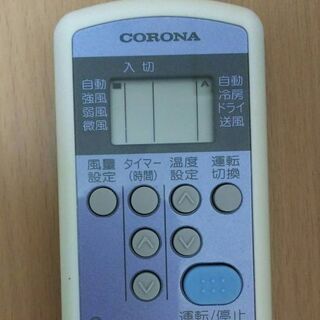 CORONA
入 切
自動
強風
弱風
微風
A
自動
冷房
ドライ
送風
風量
設定
タイマー
(時間)
温度
設定
運転
切換
運転/停止